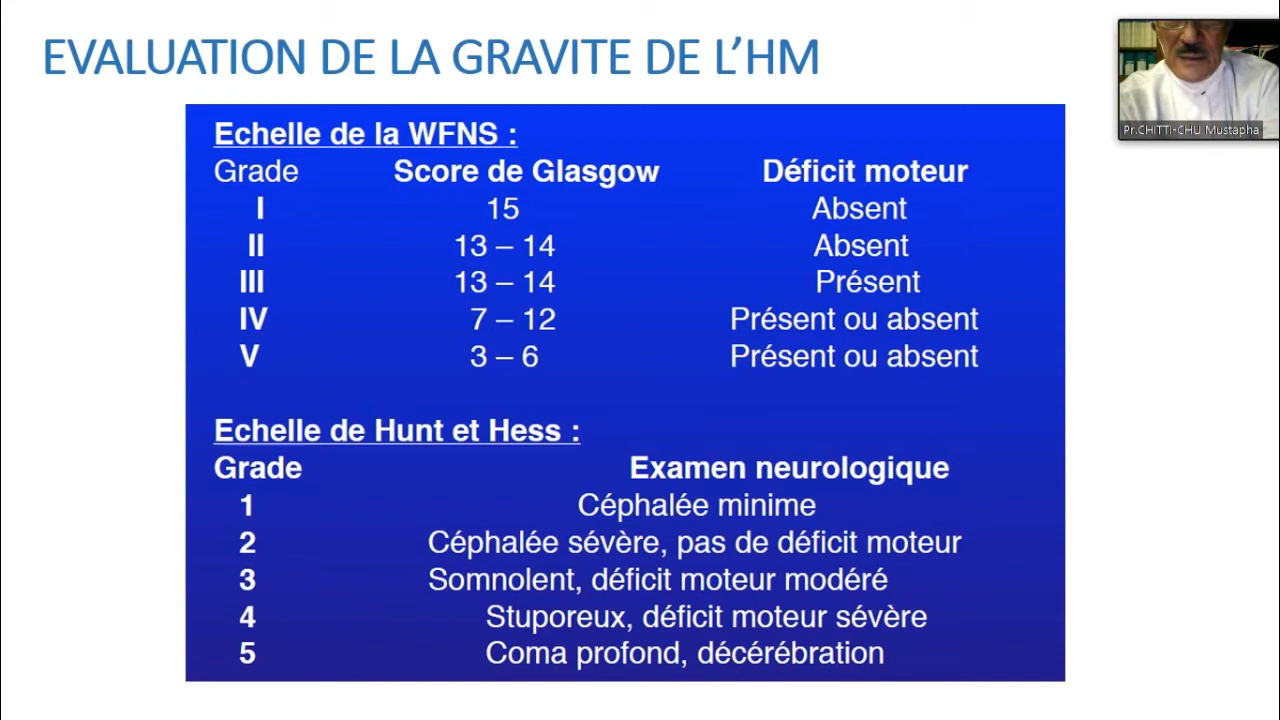 EVALUATION DE LA GRAVITE DE L’HM
Pr.CHITTI-CHU Mustapha
Echelle de la WFNS :
Grade Score de Glasgow Déficit moteur
I 15 Absent
II 13 – 14 Absent
III 13 – 14 Présent
IV 7 – 12 Présent ou absent
V 3 – 6 Présent ou absent
Echelle de Hunt et Hess :
Grade Examen neurologique
1 Céphalée minime
2 Céphalée sévère, pas de déficit moteur
3 Somnolent, déficit moteur modéré
4 Stuporeux, déficit moteur sévère
5 Coma profond, décérébration